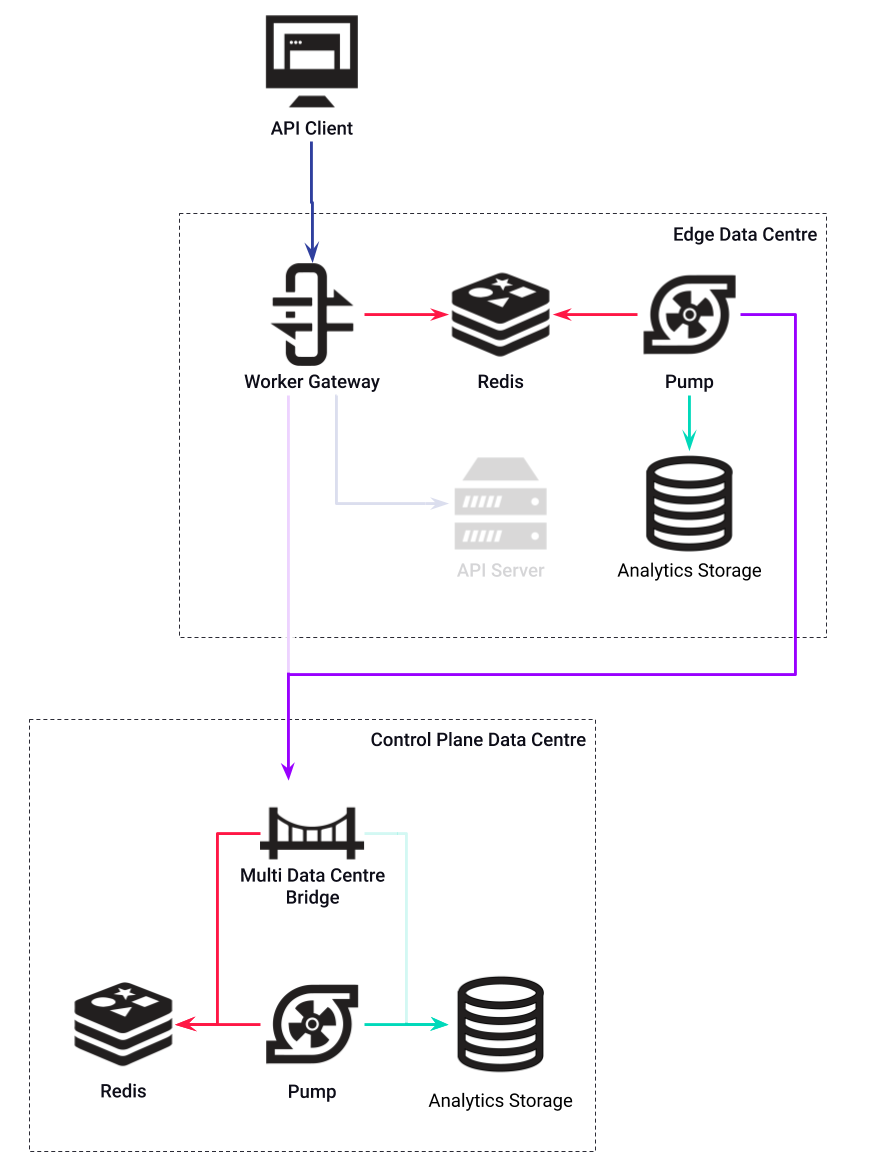 API Client
Edge Data Centre
Worker Gateway
Redis
Pump
API Server
Analytics Storage
Control Plane Data Centre
Multi Data Centre
Bridge
Redis
Pump
Analytics Storage